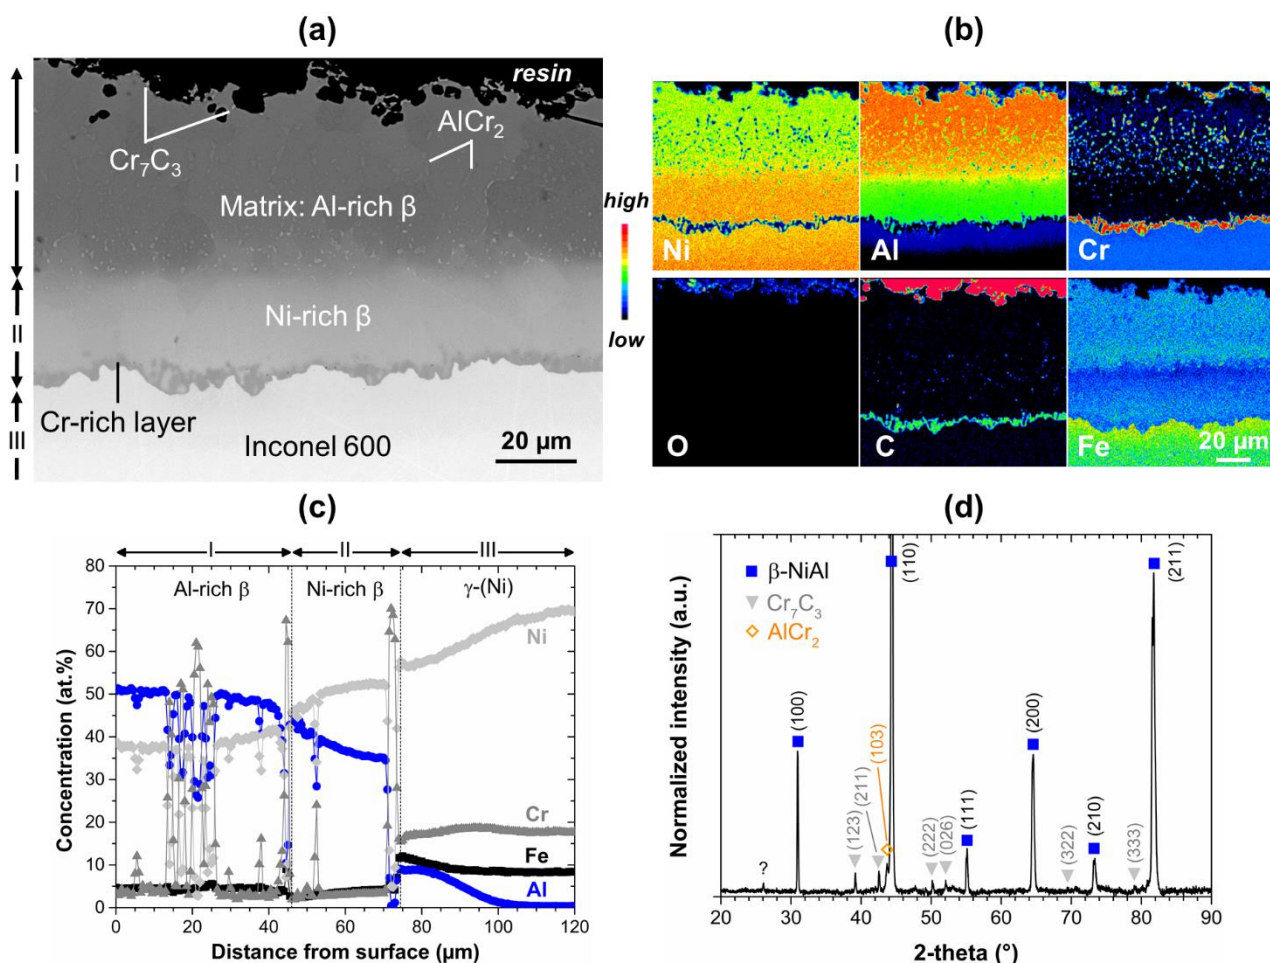 (a)
resin
AlCr₂
Cr₇C₃
I
Matrix: Al-rich β
II
Ni-rich β
III
Cr-rich layer
Inconel 600
20 µm
(b)
high
low
Ni
Al
Cr
O
C
Fe
20 µm
(c)
I II III
Al-rich β Ni-rich β γ-(Ni)
Ni
Cr
Fe
Al
Concentration (at.%)
80
70
60
50
40
30
20
10
0
0 20 40 60 80 100 120
Distance from surface (µm)
(d)
β-NiAl
Cr₇C₃
AlCr₂
?
(100)
(123)
(211)
(103)
(110)
(222)
(026)
(111)
(200)
(322)
(210)
(333)
(211)
Normalized intensity (a.u.)
20 30 40 50 60 70 80 90
2-theta (°)